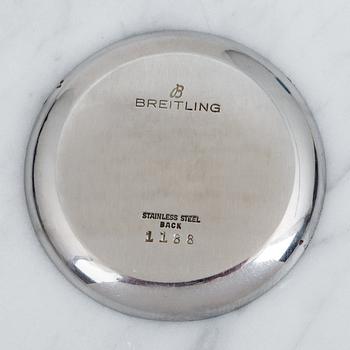 B
BREITLING
STAINLESS STEEL
BACK
1188